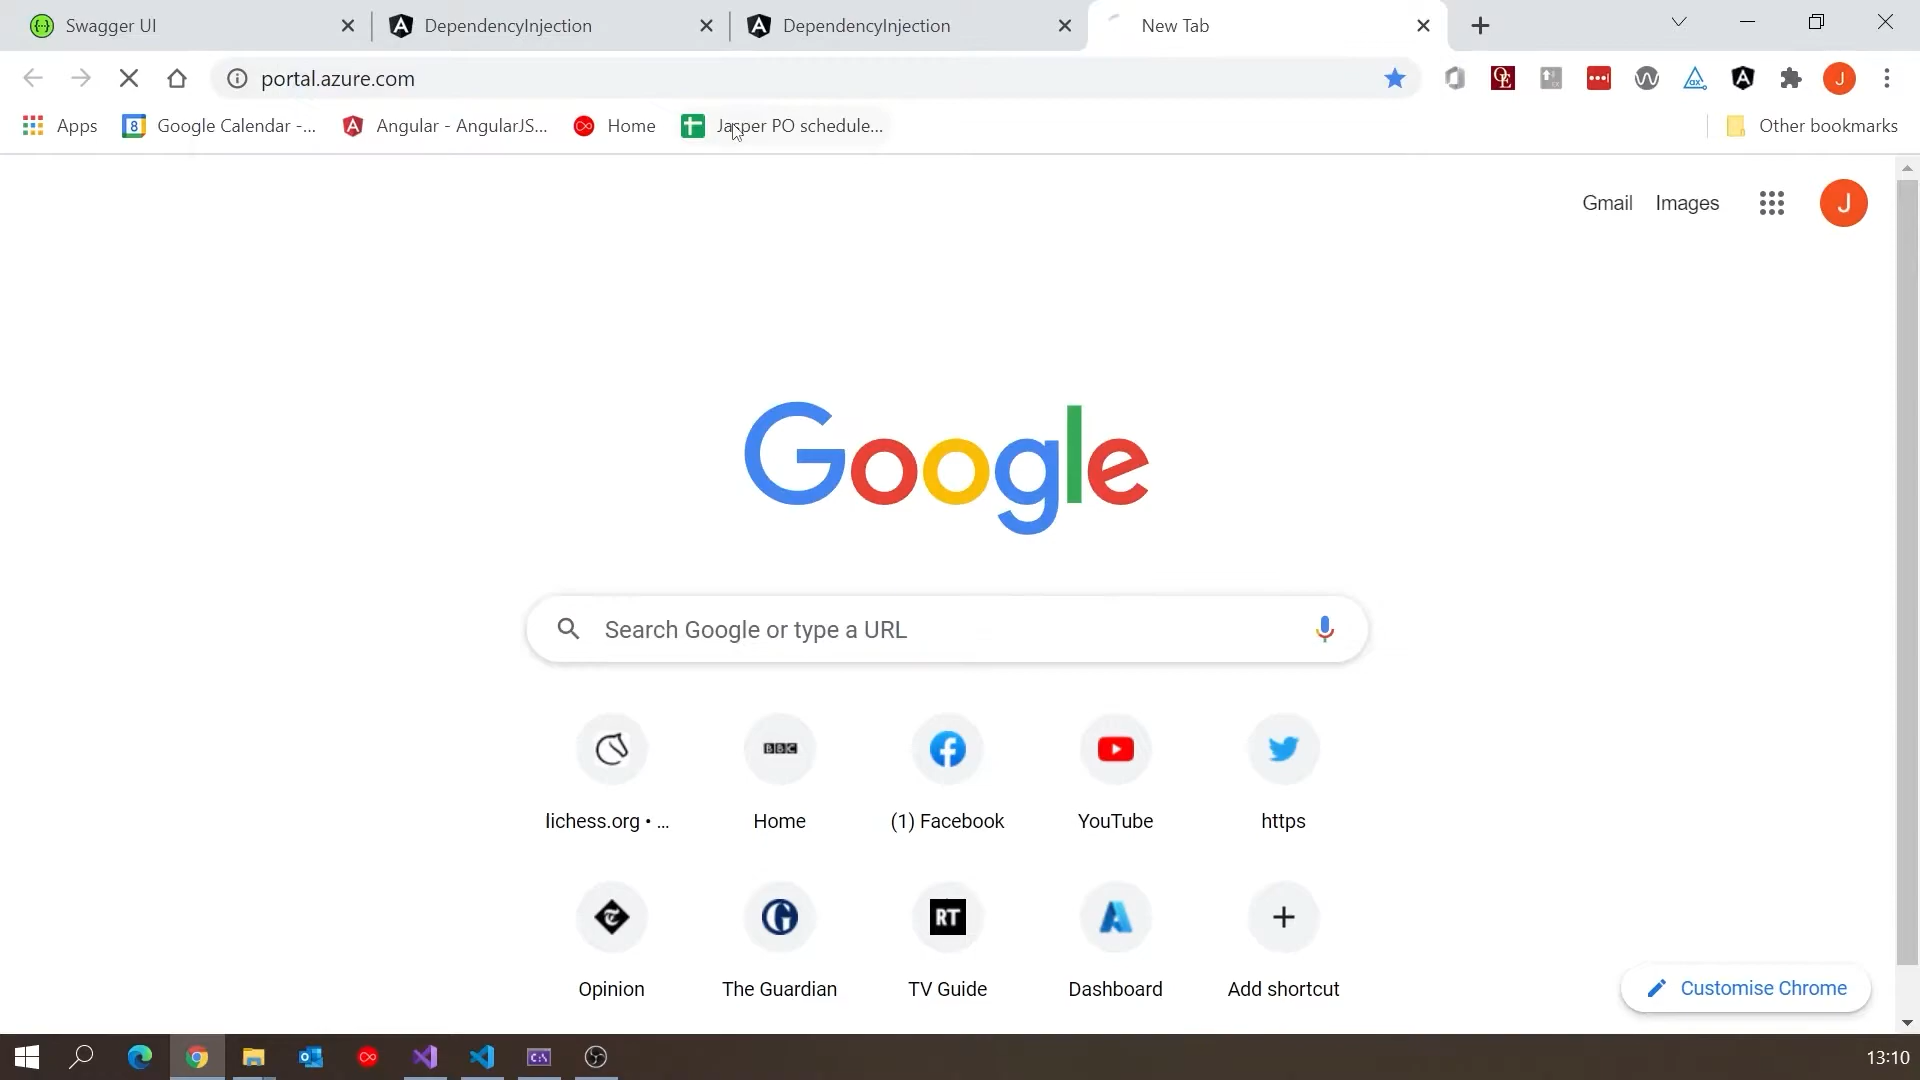 Swagger UI
DependencyInjection
DependencyInjection
New Tab
portal.azure.com
Apps
Google Calendar -...
Angular - AngularJS...
Home
Jasper PO schedule...
Other bookmarks
Gmail
Images
J
Google
Search Google or type a URL
lichess.org • ...
BBC
Home
(1) Facebook
YouTube
https
Opinion
The Guardian
RT
TV Guide
Dashboard
Add shortcut
Customise Chrome
13:10